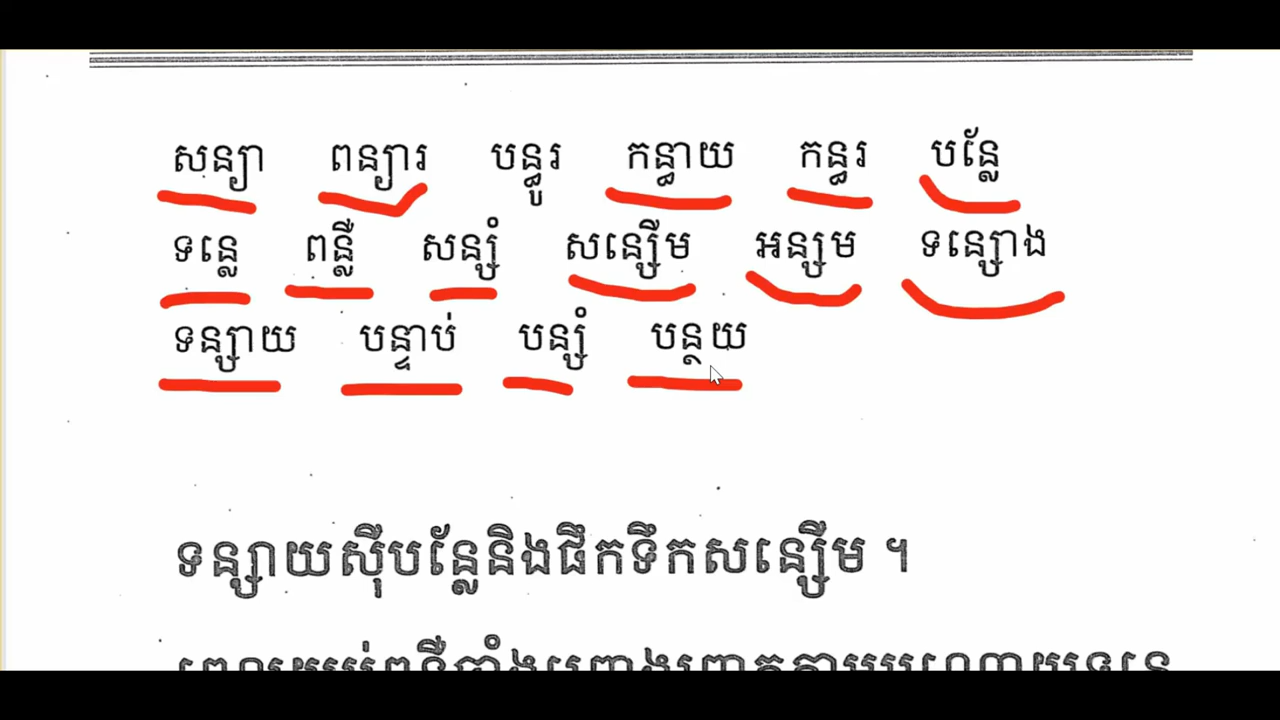 សន្យា ពន្យារ បន្ធូរ កន្ធាយ កន្ធរ បន្លែ
ទន្លេ ពន្លឺ សន្សំ សន្សើម អន្សម ទន្សោង
ទន្សាយ បន្ទាប់ បន្សំ បន្ថយ
ទន្សាយស៊ីបន្លែនិងផឹកទឹកសន្សើម ។